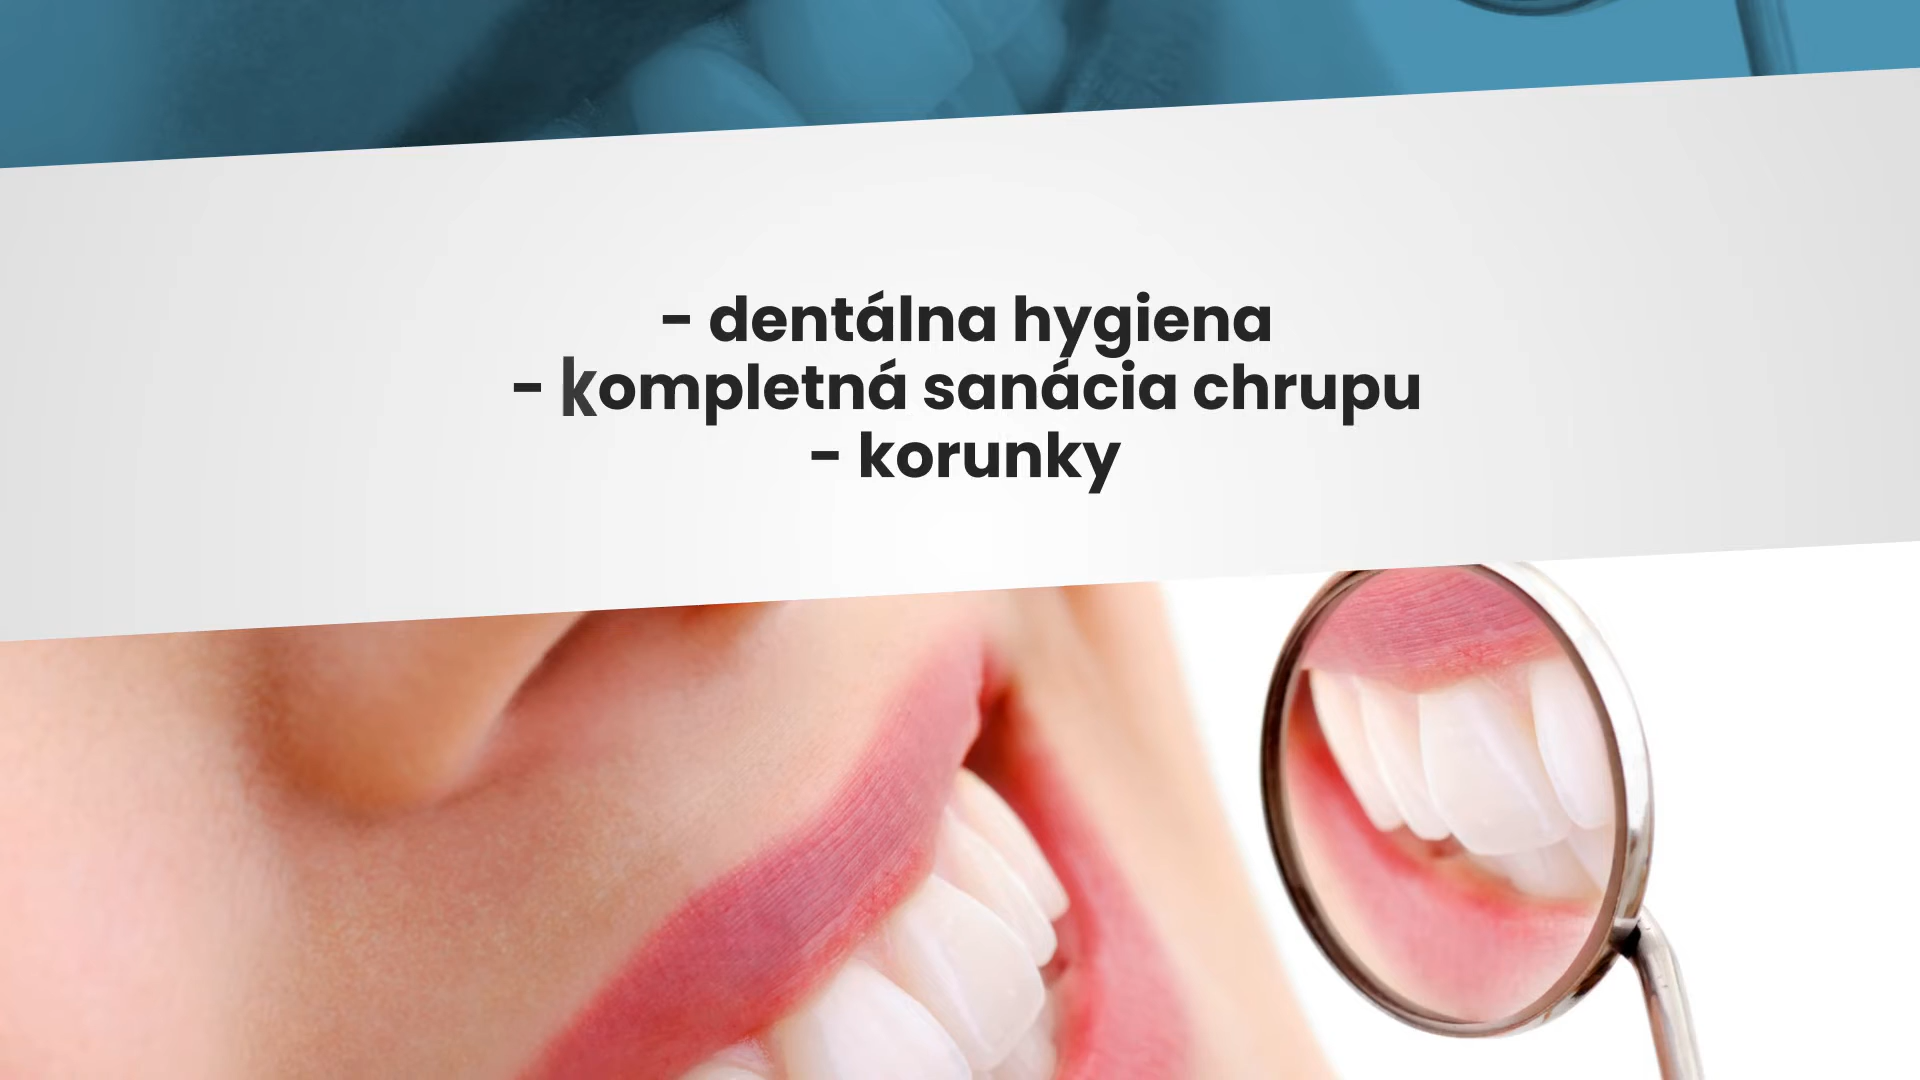 - dentálna hygiena
- kompletná sanácia chrupu
- korunky